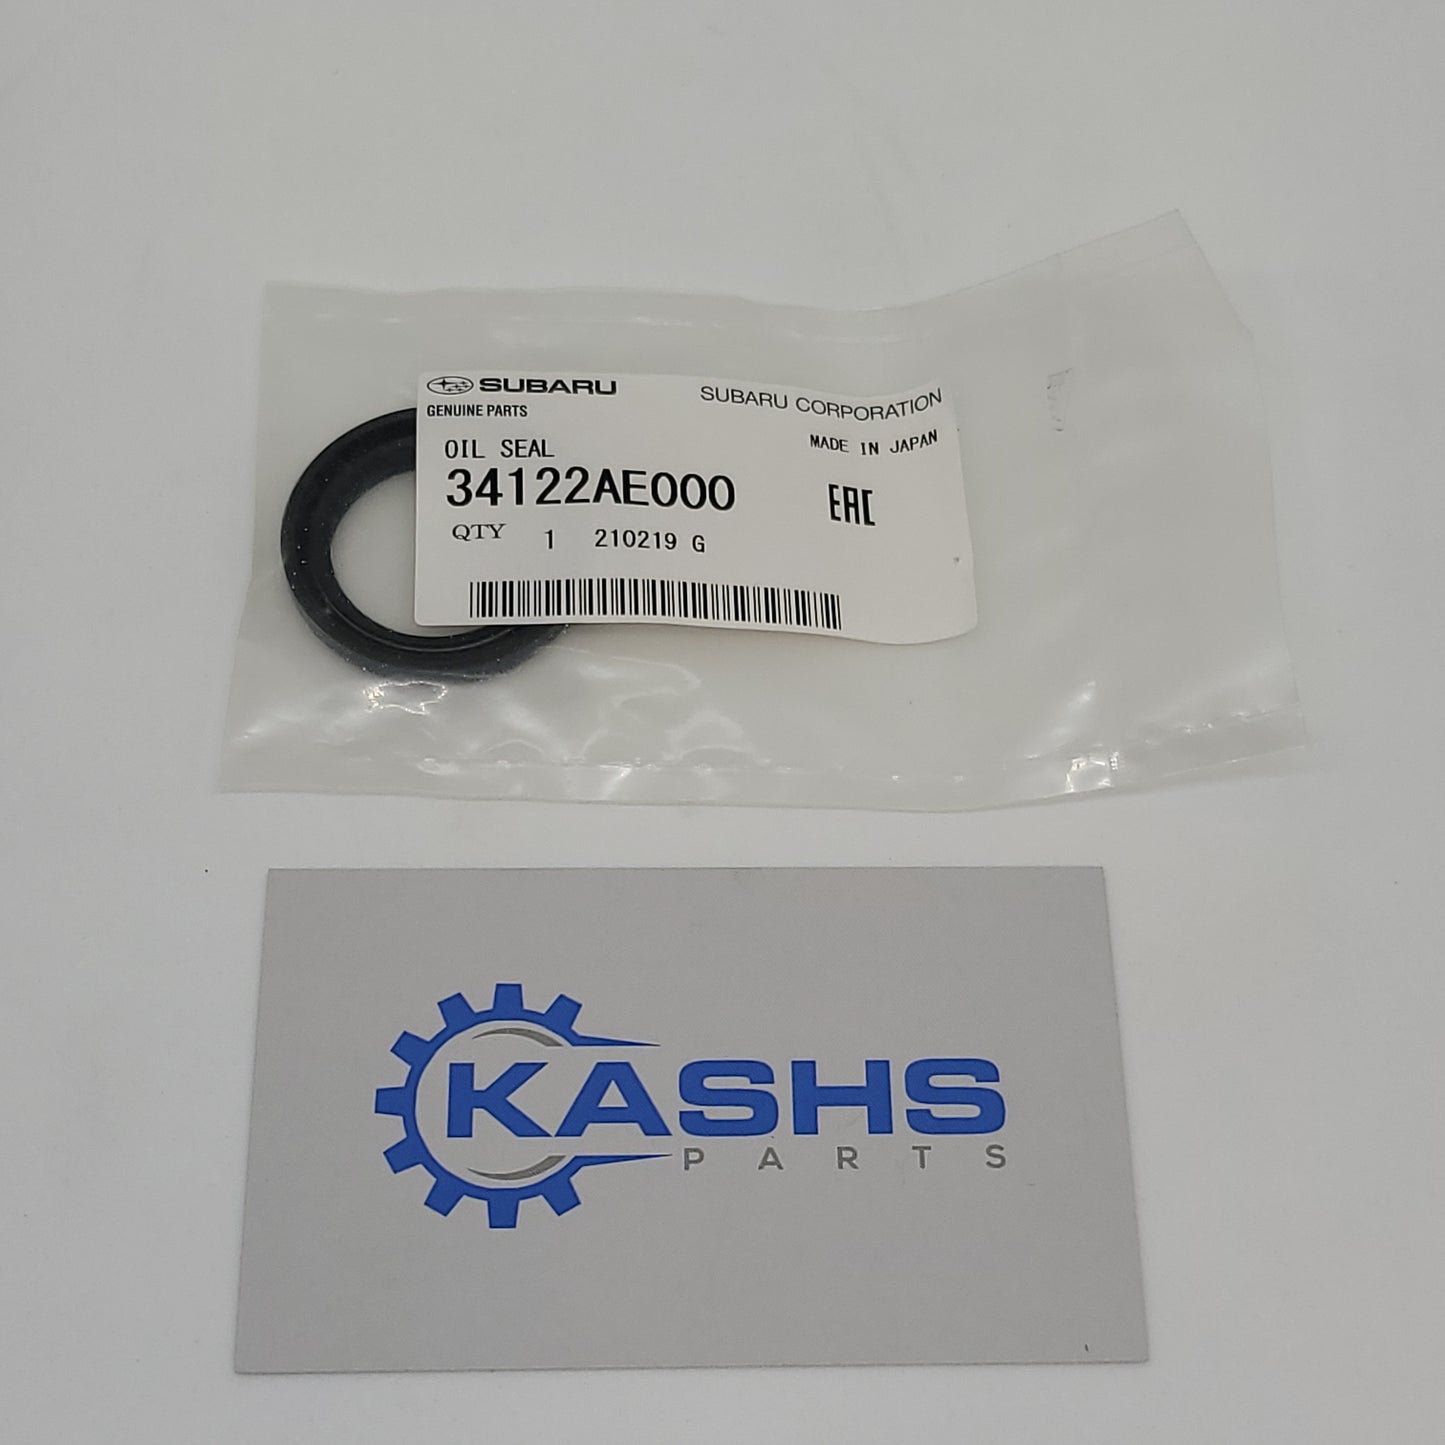 SUBARU
GENUINE PARTS
SUBARU CORPORATION
MADE IN JAPAN
OIL SEAL
34122AE000
EAC
QTY 1 210219 G
KASHS
PARTS